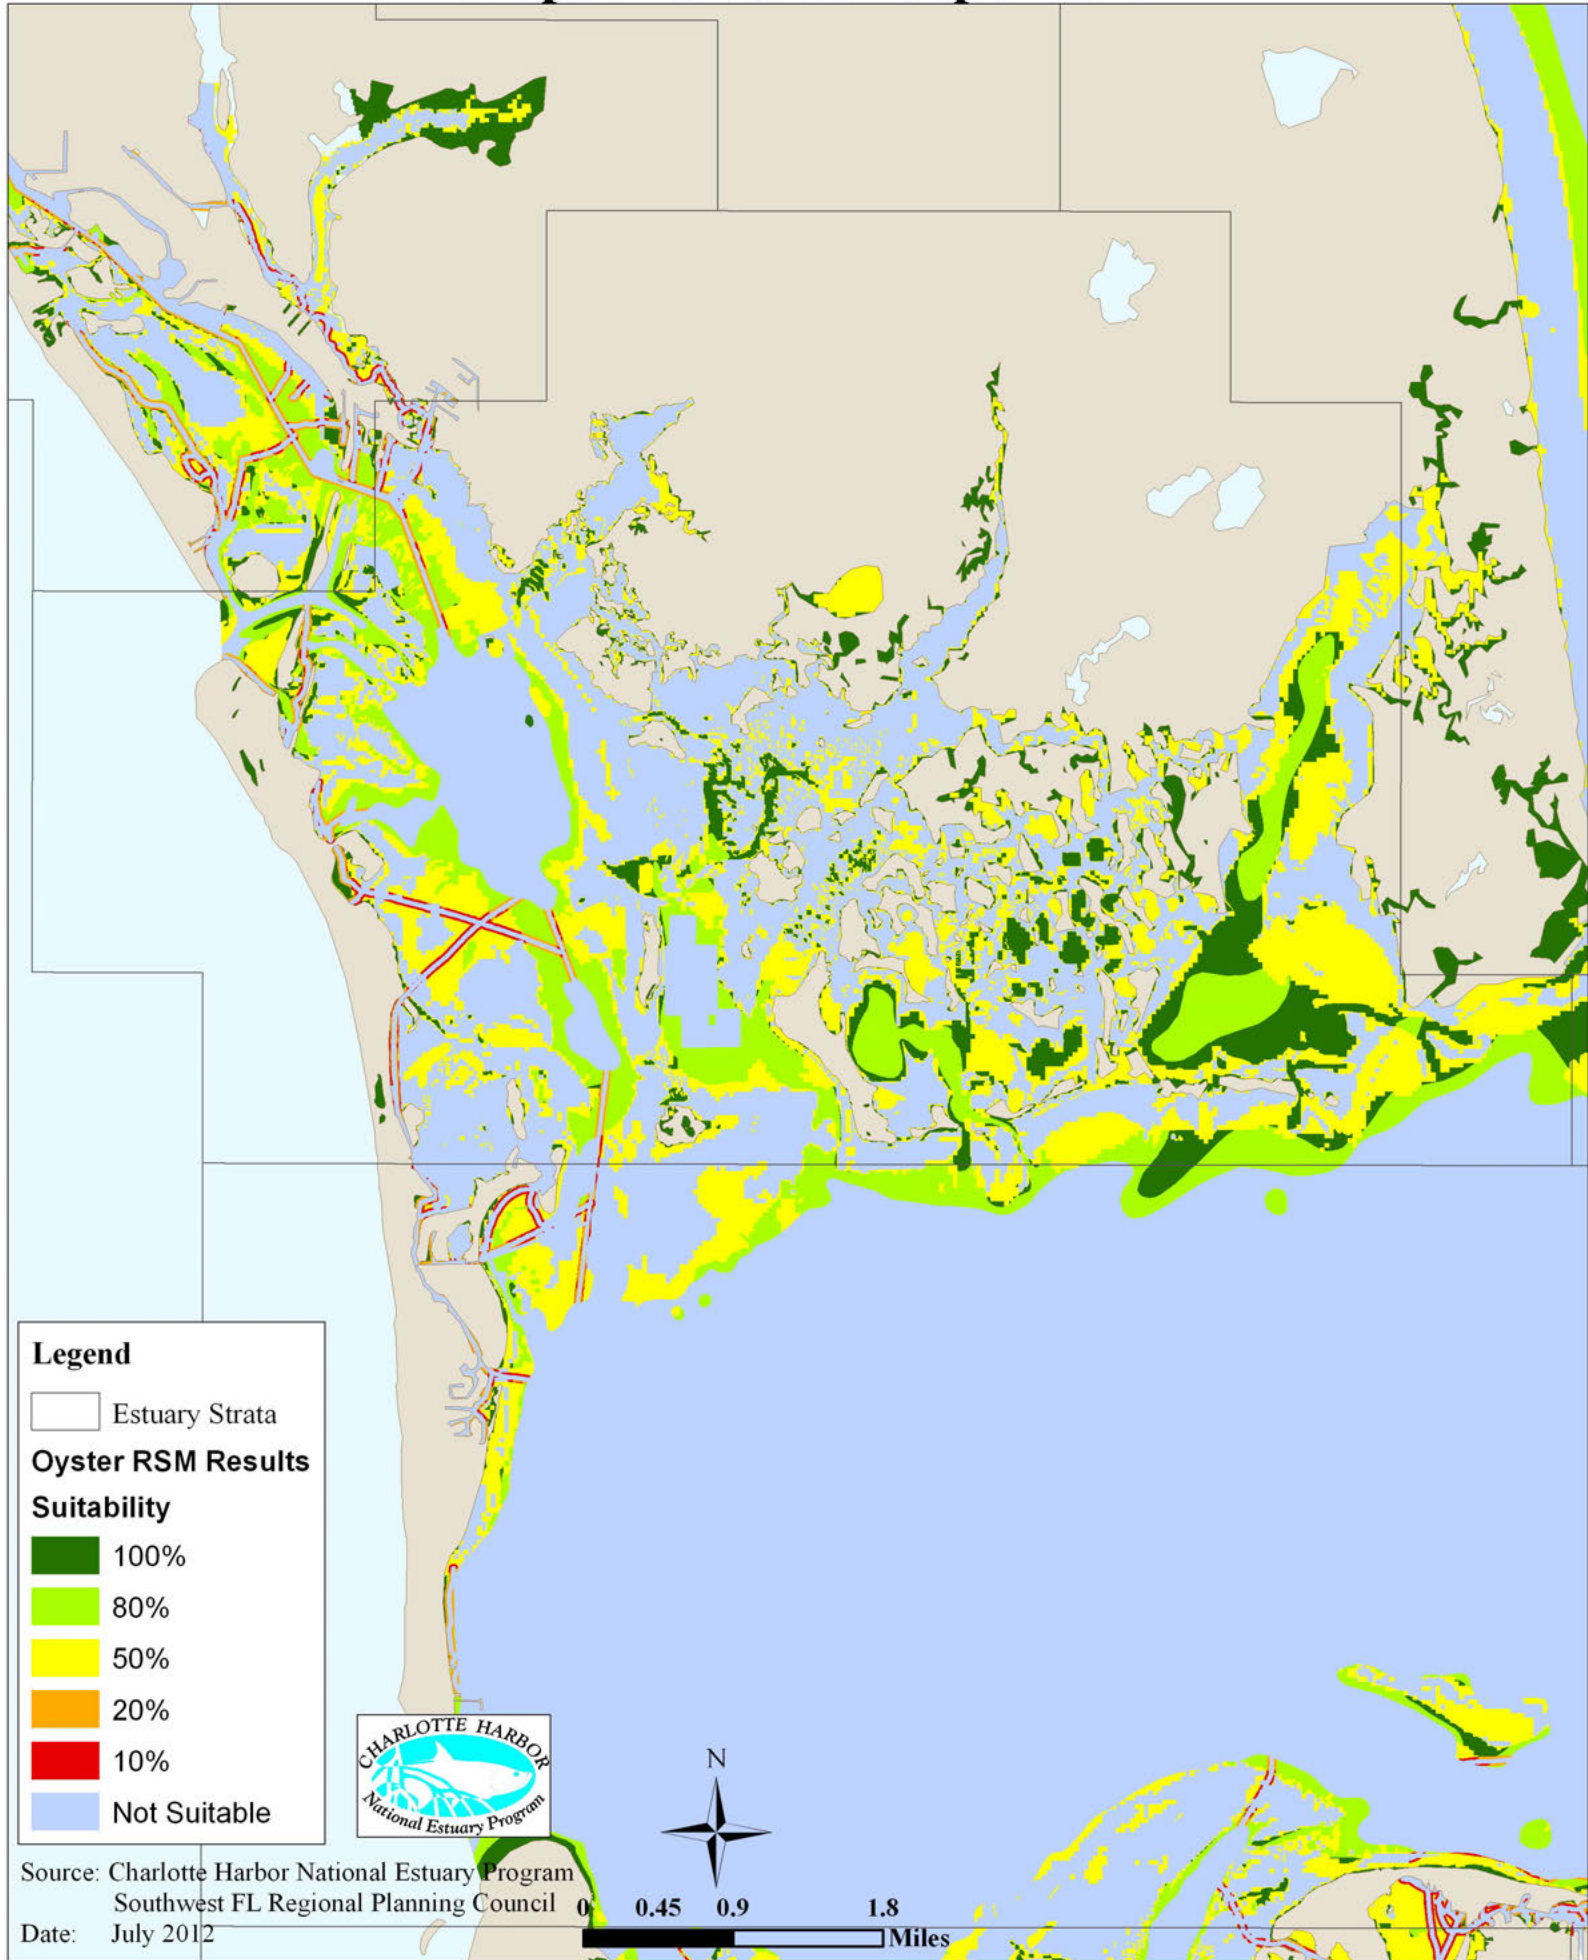 Legend
Estuary Strata
Oyster RSM Results
Suitability
100%
80%
50%
20%
10%
Not Suitable
CHARLOTTE HARBOR
National Estuary Program
N
Source: Charlotte Harbor National Estuary Program
Southwest FL Regional Planning Council
Date: July 2012
0 0.45 0.9 1.8
Miles